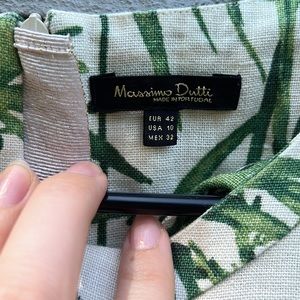 Massimo Dutti
MADE IN PORTUGAL
EUR 42
USA 10
MEX 32